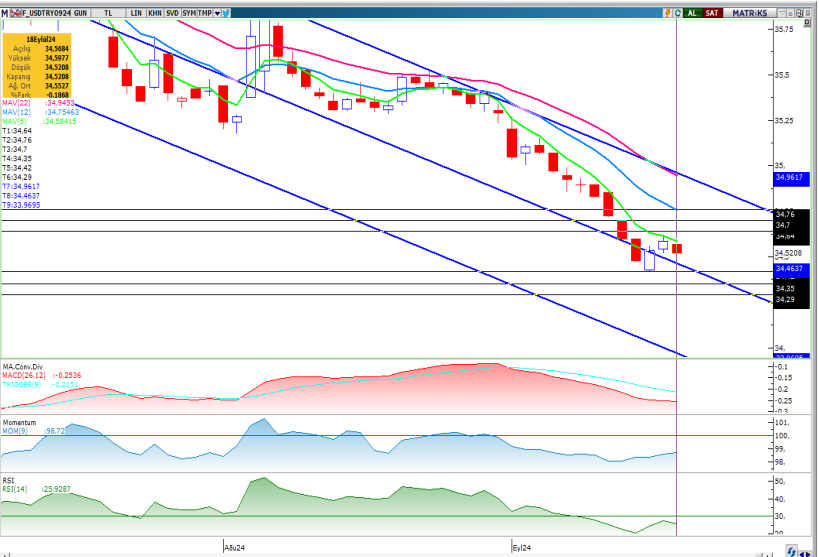 F_USDTRY0924 GÜN TL LIN KHN SVD SYM TMP AL SAT MATRİKS
18Eylül24
Açılış 34,5684
Yüksek 34,5977
Düşük 34,5208
Kapanış 34,5208
Ağ. Ort 34,5527
%Fark -0.1868
MAV(22) :34,9453
MAV(12) :34,75463
MAV(5) :34,58415
T1:34,64
T2:34,76
T3:34,7
T4:34,35
T5:34,42
T6:34,29
T7:34,9617
T8:34,4637
T9:33,9695
35,75
35,5
35,25
35,
34,9617
34,76
34,7
34,64
34,5208
34,4637
34,35
34,29
34,
MA.Conv.Div
MACD(26,12) :-0,2536
TRIGGER(9) :-0,2151
-0.1
-0.15
-0.2
-0.25
-0.3
Momentum
MOM(9) :98,72
101,
100,
99,
98,
RSI
RSI(14) :25,9287
50,
40,
30,
20,
Ağu24
Eyl24